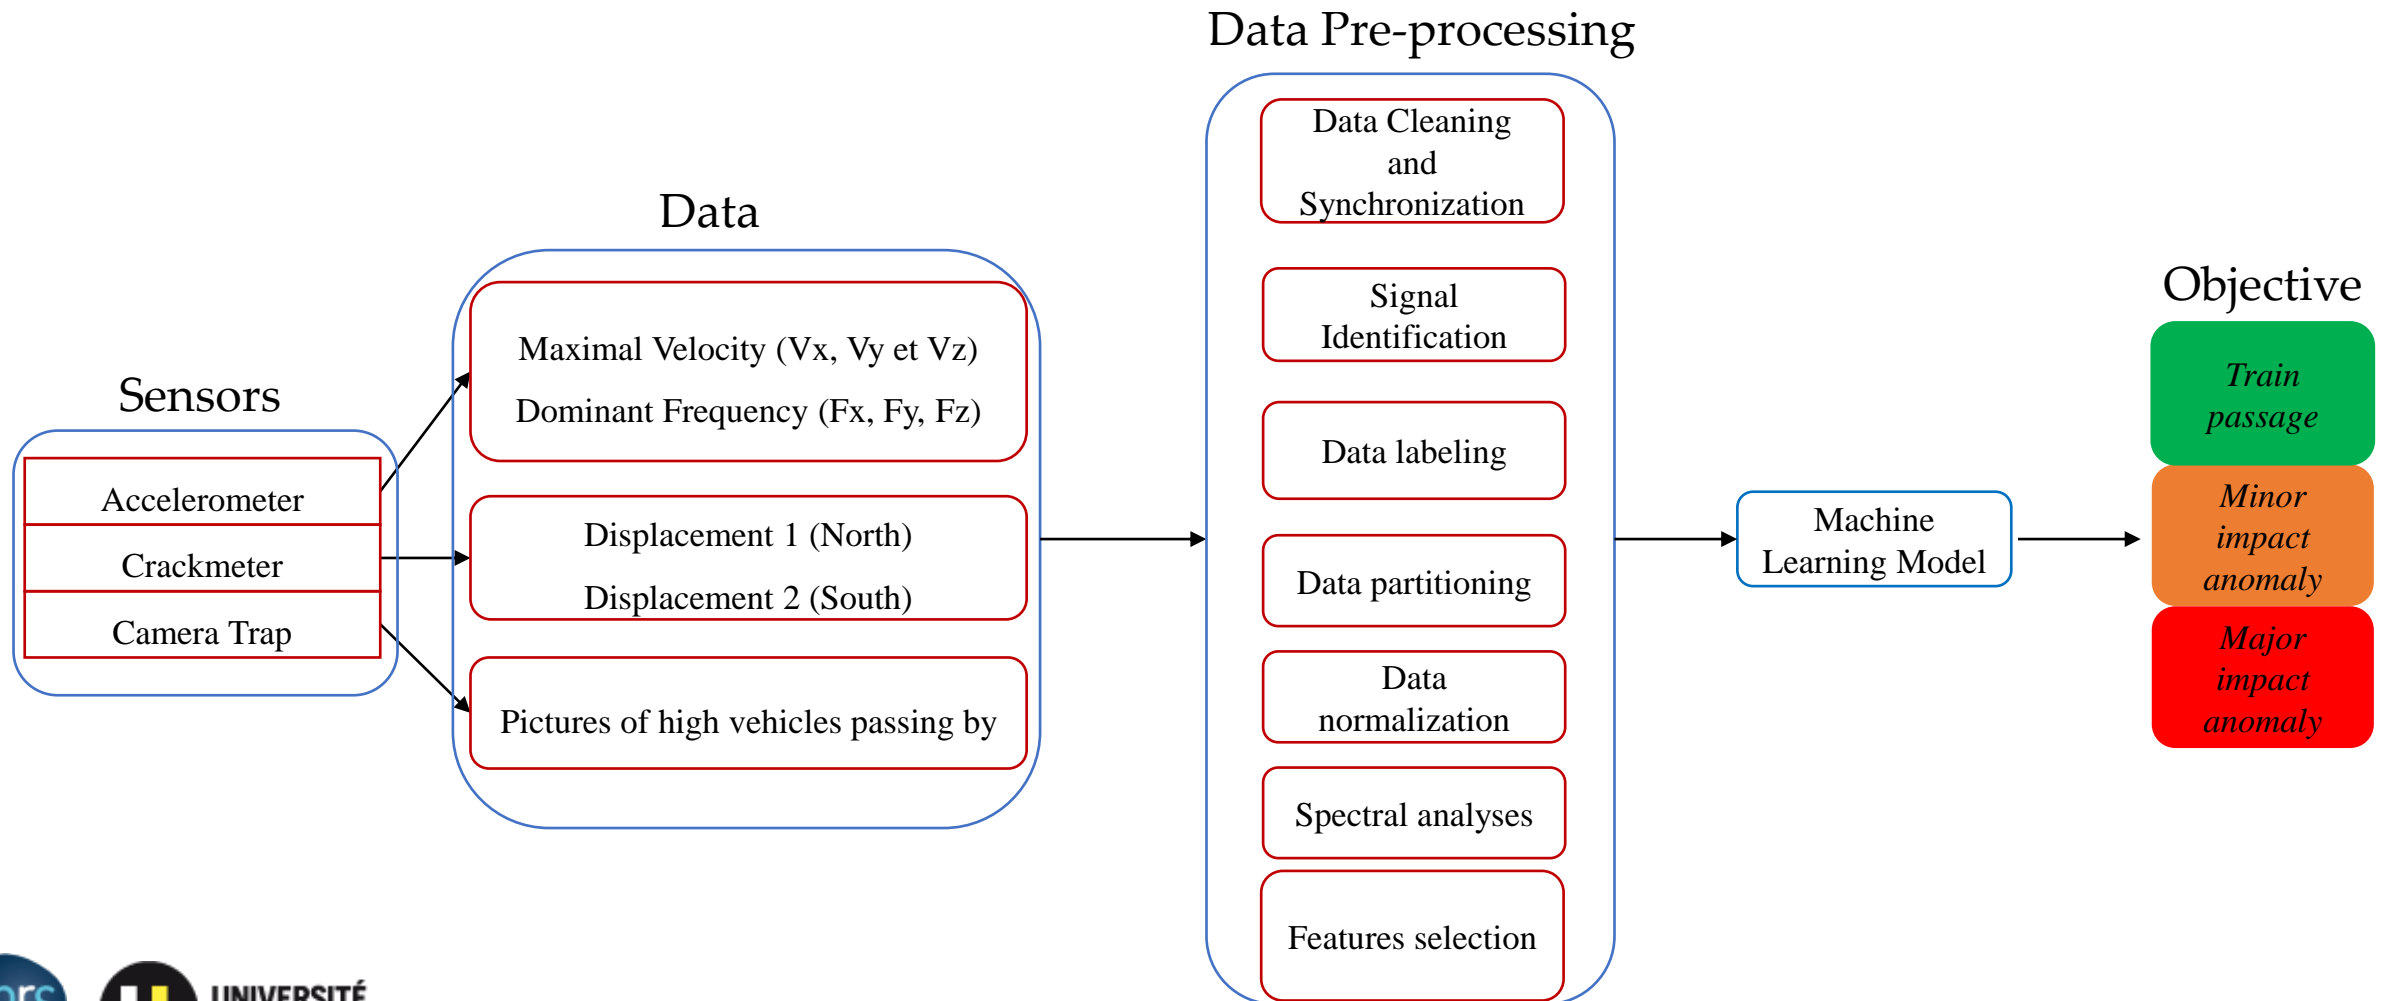 Data Pre-processing
Data Cleaning
and
Synchronization
Signal
Identification
Data labeling
Data partitioning
Data
normalization
Spectral analyses
Features selection
Data
Maximal Velocity (Vx, Vy et Vz)
Dominant Frequency (Fx, Fy, Fz)
Displacement 1 (North)
Displacement 2 (South)
Pictures of high vehicles passing by
Sensors
Accelerometer
Crackmeter
Camera Trap
Machine
Learning Model
Objective
Train
passage
Minor
impact
anomaly
Major
impact
anomaly
UNIVERSITÉ